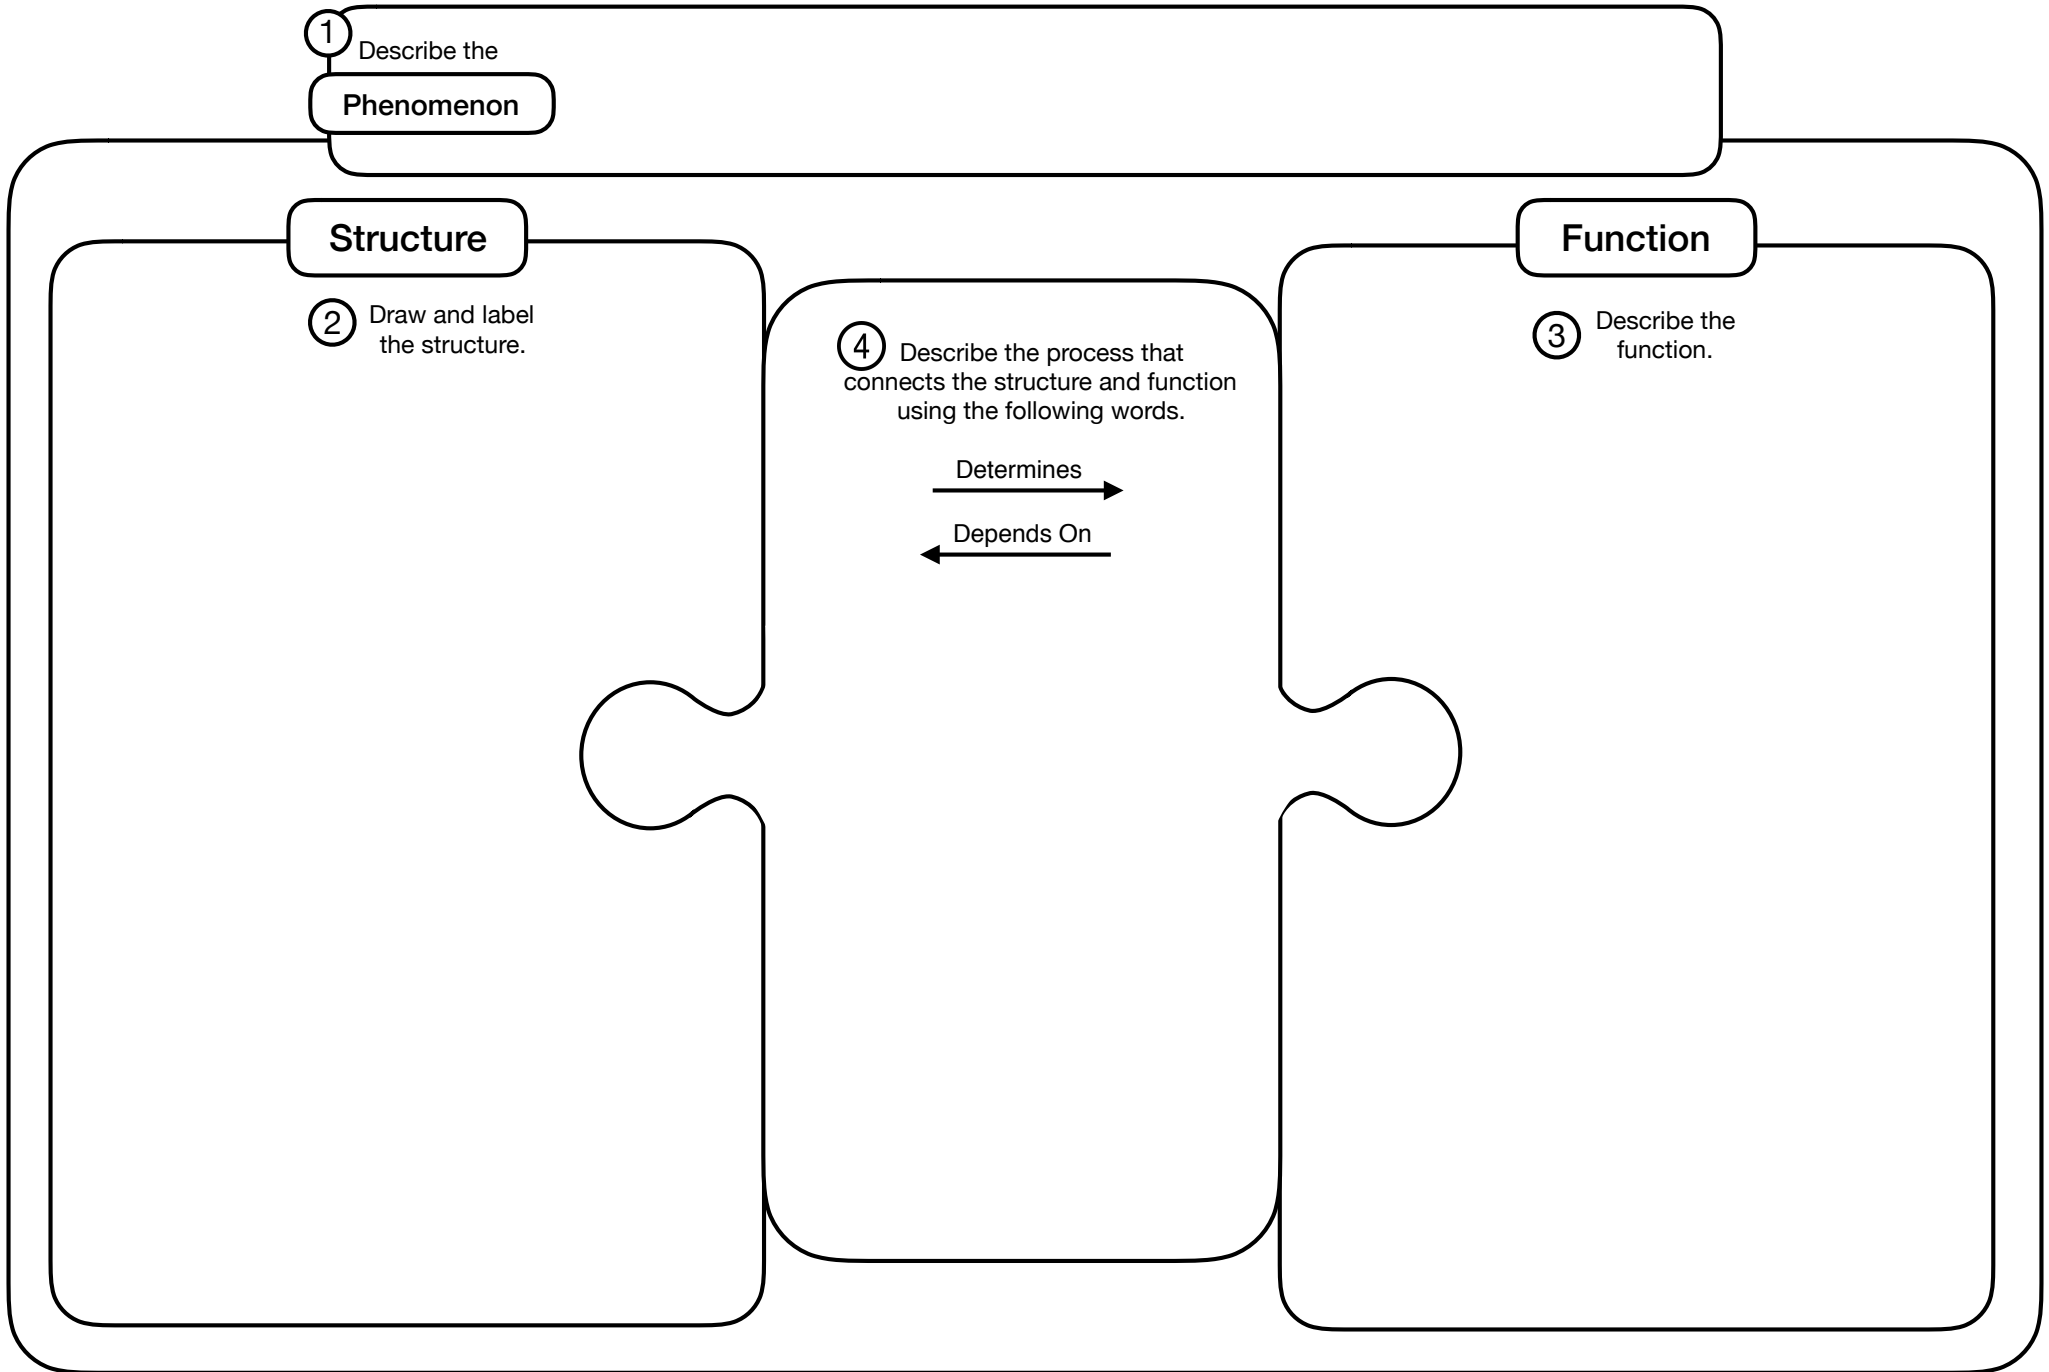 1
Describe the
Phenomenon
Structure
2
Draw and label
the structure.
4
Describe the process that
connects the structure and function
using the following words.
Determines
Depends On
Function
3
Describe the
function.